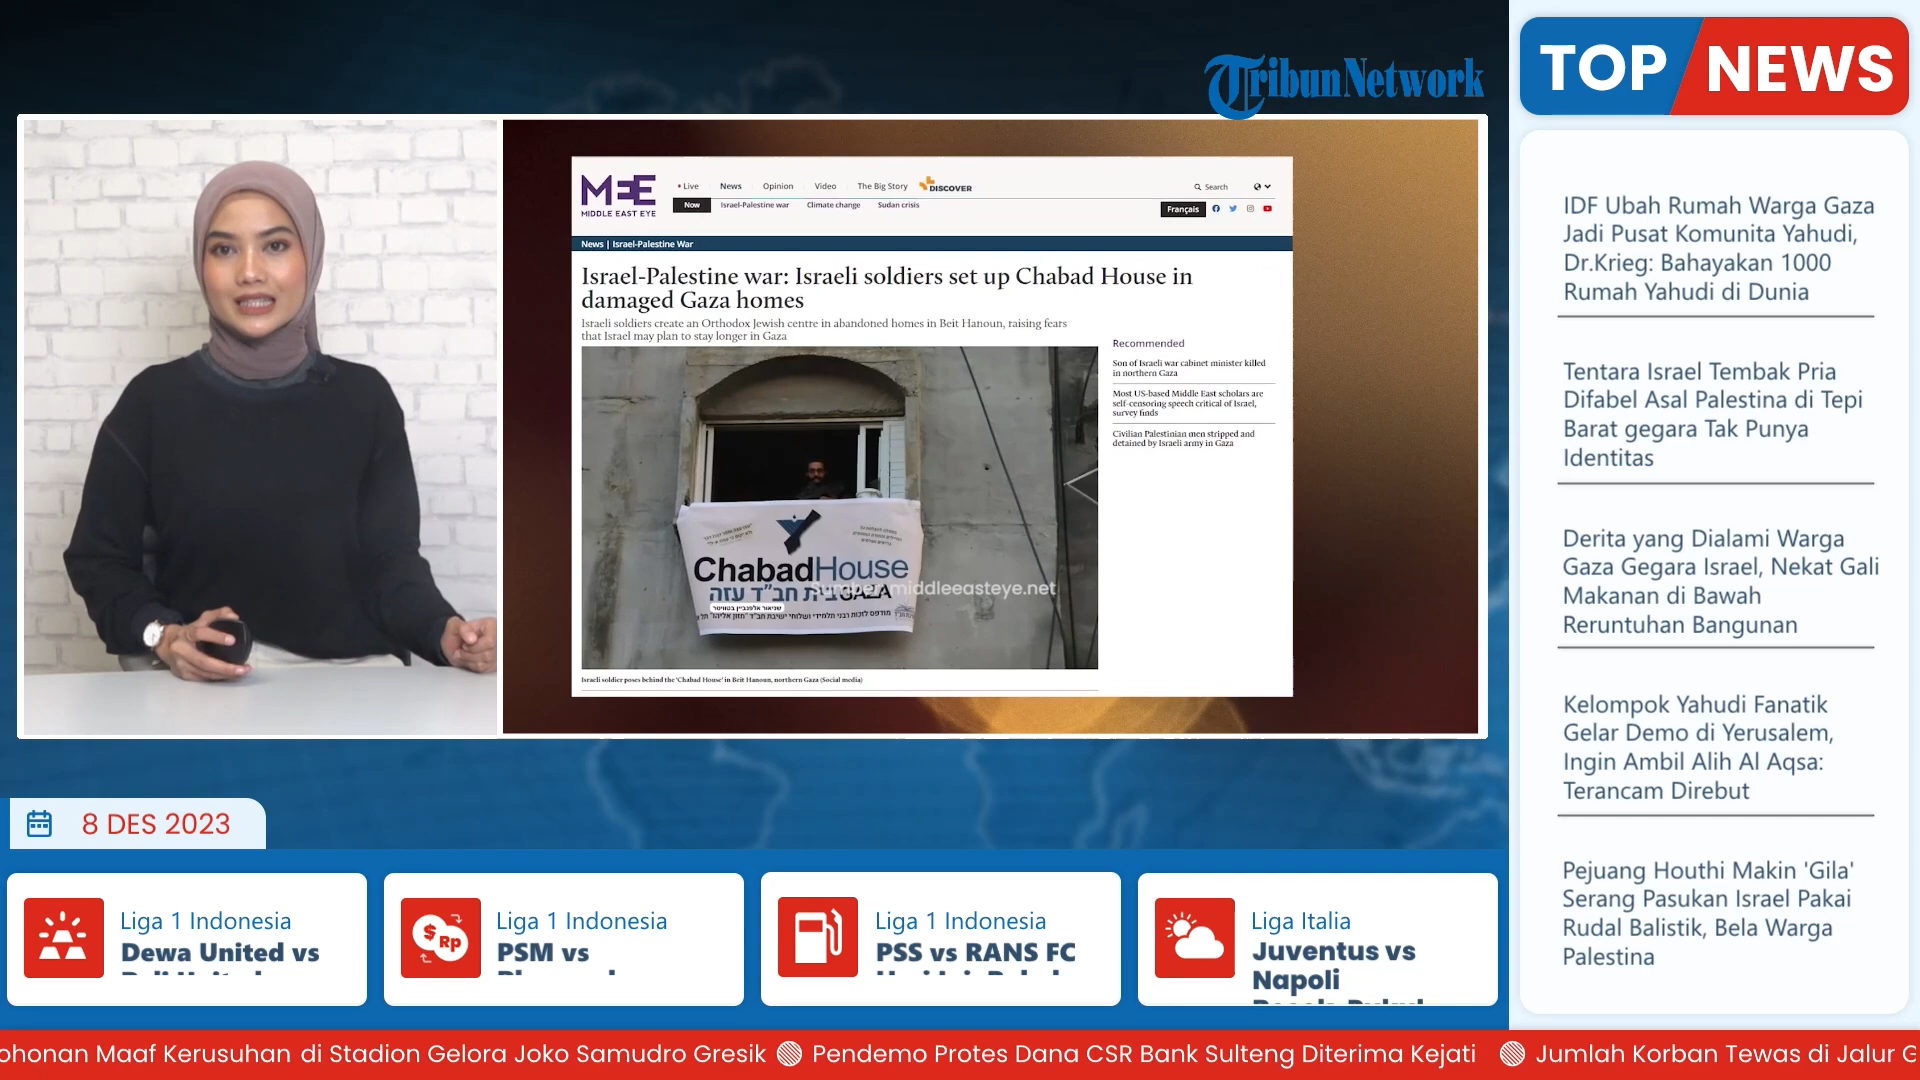 TribunNetwork
TOP NEWS
MEE
MIDDLE EAST EYE
Live
News
Opinion
Video
The Big Story
DISCOVER
Search
Now
Israel-Palestine war
Climate change
Sudan crisis
Français
News | Israel-Palestine War
Israel-Palestine war: Israeli soldiers set up Chabad House in
damaged Gaza homes
Israeli soldiers create an Orthodox Jewish centre in abandoned homes in Beit Hanoun, raising fears
that Israel may plan to stay longer in Gaza
Recommended
Son of Israeli war cabinet minister killed
in northern Gaza
Most US-based Middle East scholars are
self-censoring speech critical of Israel,
survey finds
Civilian Palestinian men stripped and
detained by Israeli army in Gaza
ChabadHouse
בית חב"ד עזה GAZA
Sumber: middleeasteye.net
שניאור אלפנביין בטוויטר
Israeli soldier poses behind the 'Chabad House' in Beit Hanoun, northern Gaza (Social media)
IDF Ubah Rumah Warga Gaza
Jadi Pusat Komunita Yahudi,
Dr.Krieg: Bahayakan 1000
Rumah Yahudi di Dunia
Tentara Israel Tembak Pria
Difabel Asal Palestina di Tepi
Barat gegara Tak Punya
Identitas
Derita yang Dialami Warga
Gaza Gegara Israel, Nekat Gali
Makanan di Bawah
Reruntuhan Bangunan
Kelompok Yahudi Fanatik
Gelar Demo di Yerusalem,
Ingin Ambil Alih Al Aqsa:
Terancam Direbut
Pejuang Houthi Makin 'Gila'
Serang Pasukan Israel Pakai
Rudal Balistik, Bela Warga
Palestina
8 DES 2023
Liga 1 Indonesia
Dewa United vs
$ Rp
Liga 1 Indonesia
PSM vs
Liga 1 Indonesia
PSS vs RANS FC
Liga Italia
Juventus vs
Napoli
ohonan Maaf Kerusuhan di Stadion Gelora Joko Samudro Gresik Pendemo Protes Dana CSR Bank Sulteng Diterima Kejati Jumlah Korban Tewas di Jalur G